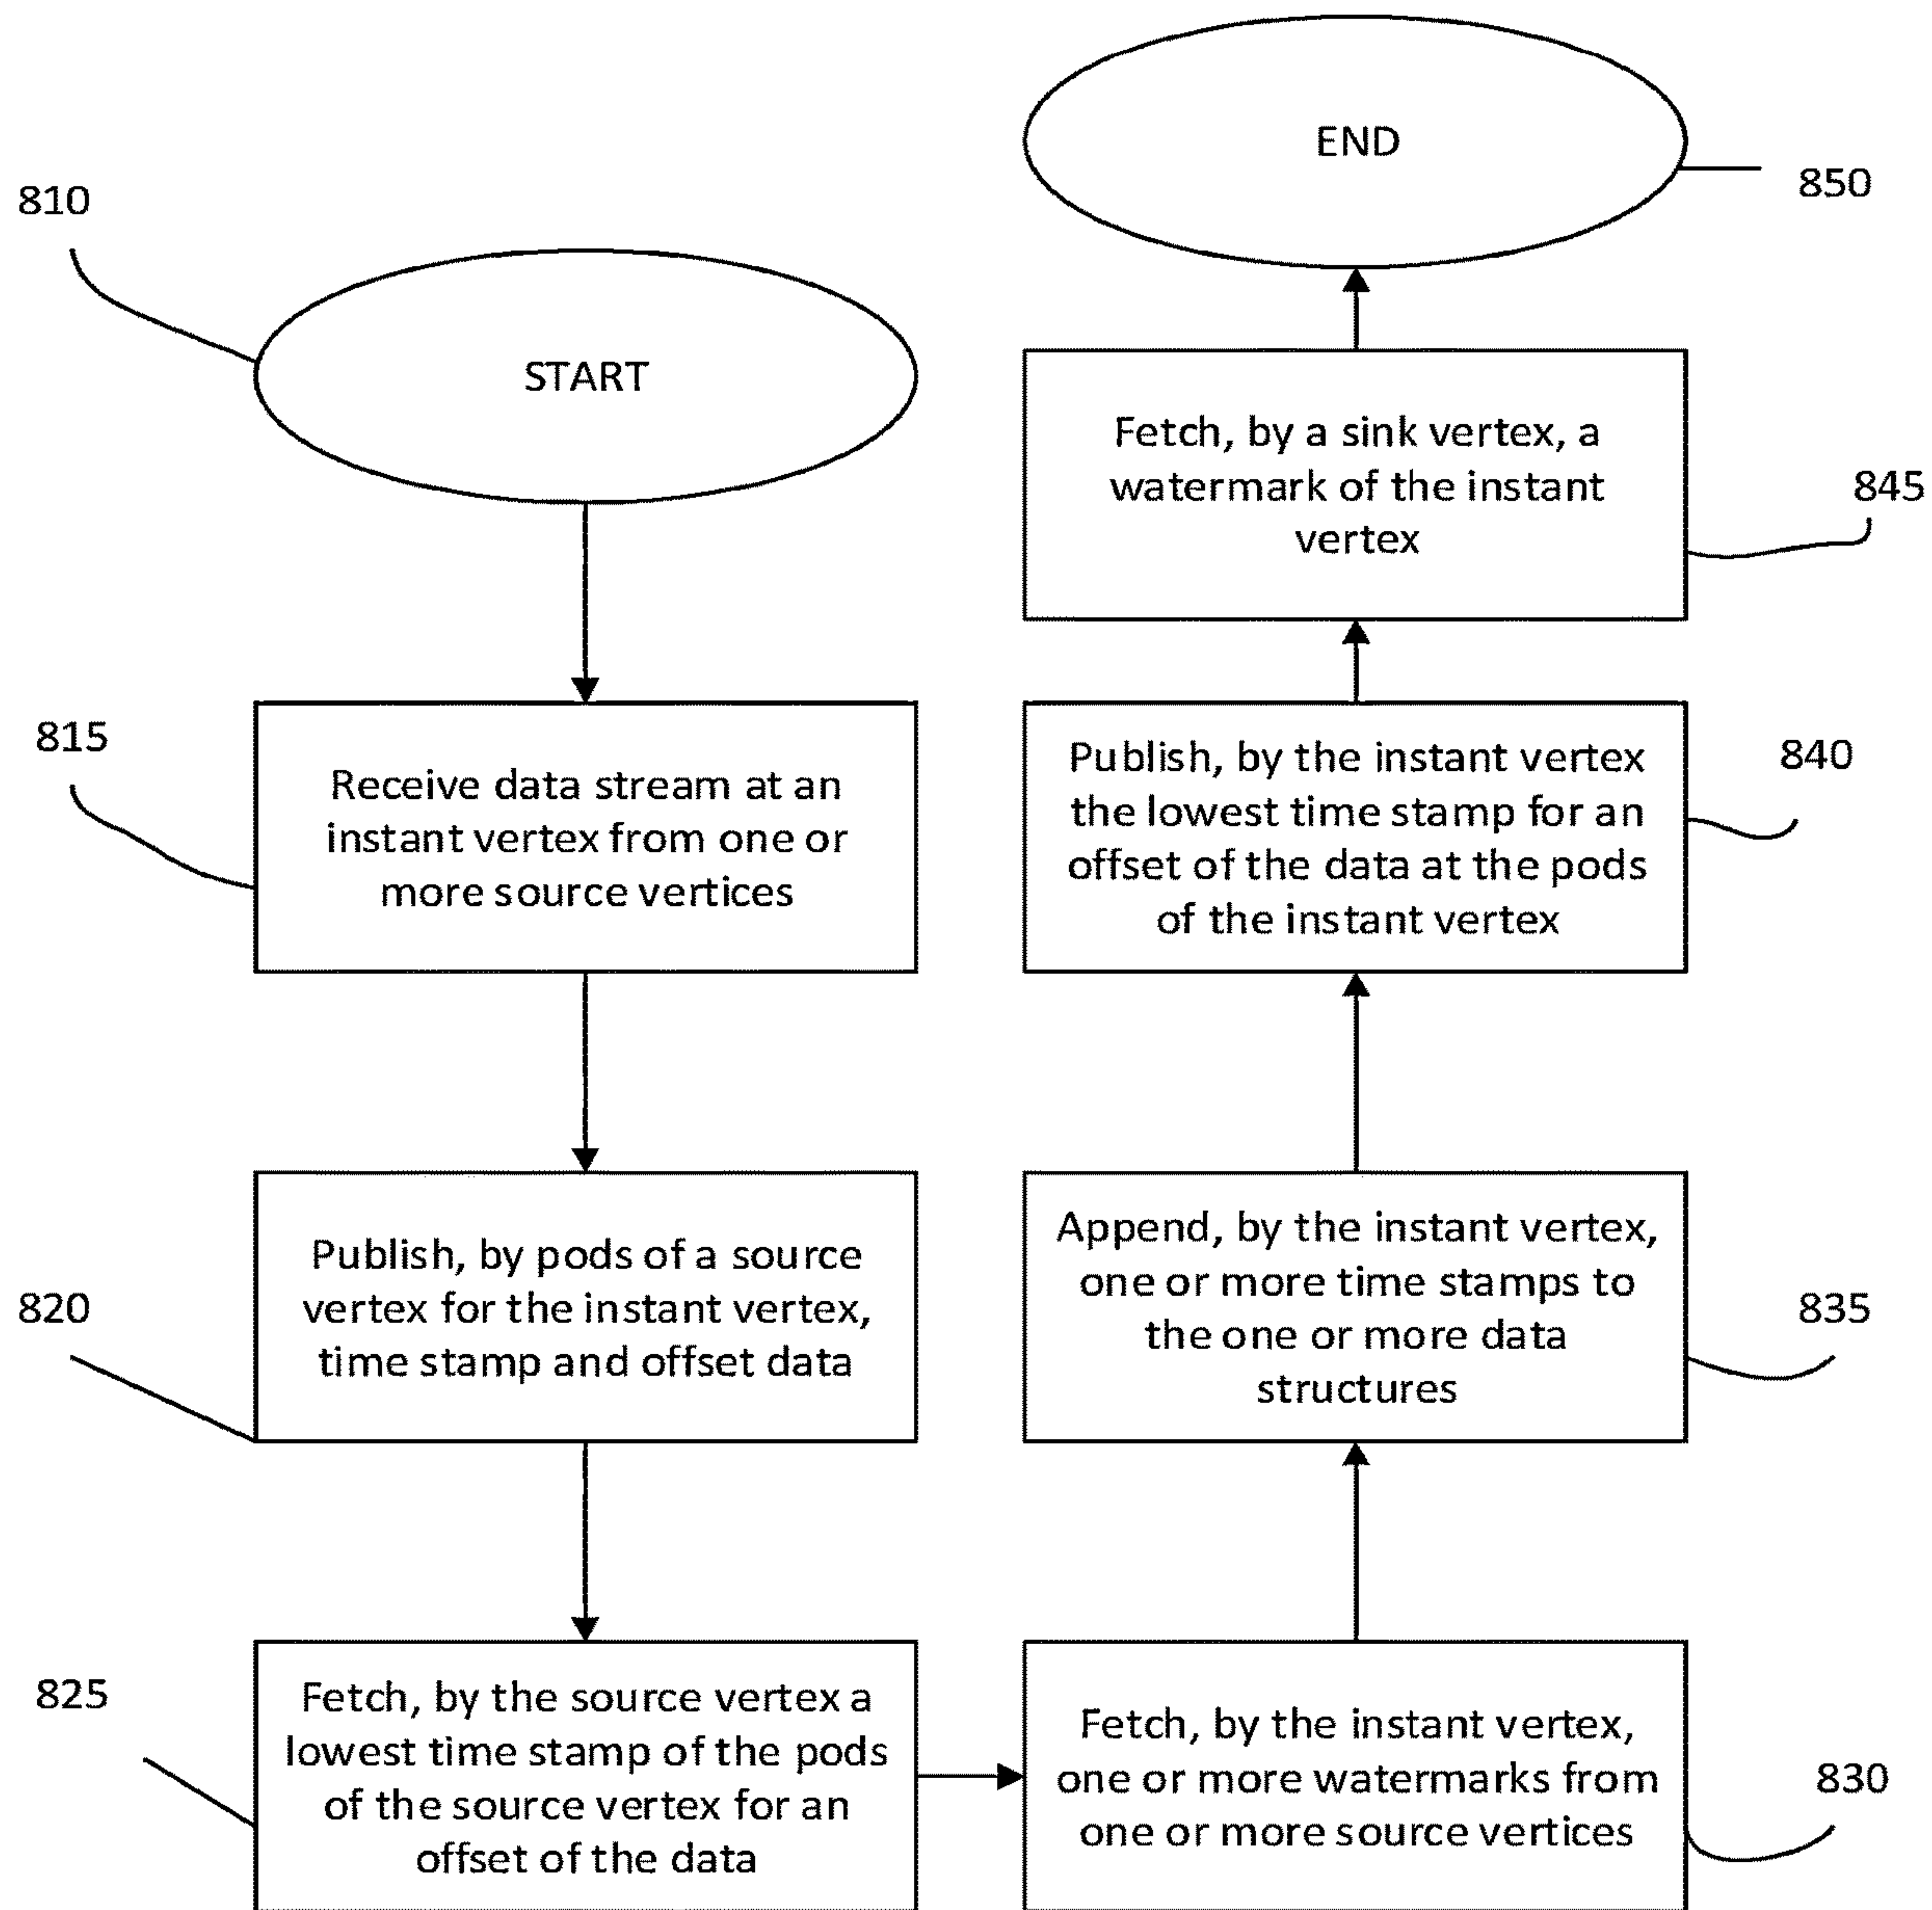 810
START
815
Receive data stream at an
instant vertex from one or
more source vertices
820
Publish, by pods of a source
vertex for the instant vertex,
time stamp and offset data
825
Fetch, by the source vertex a
lowest time stamp of the pods
of the source vertex for an
offset of the data
Fetch, by the instant vertex,
one or more watermarks from
one or more source vertices
830
Append, by the instant vertex,
one or more time stamps to
the one or more data
structures
835
Publish, by the instant vertex
the lowest time stamp for an
offset of the data at the pods
of the instant vertex
840
Fetch, by a sink vertex, a
watermark of the instant
vertex
845
END
850